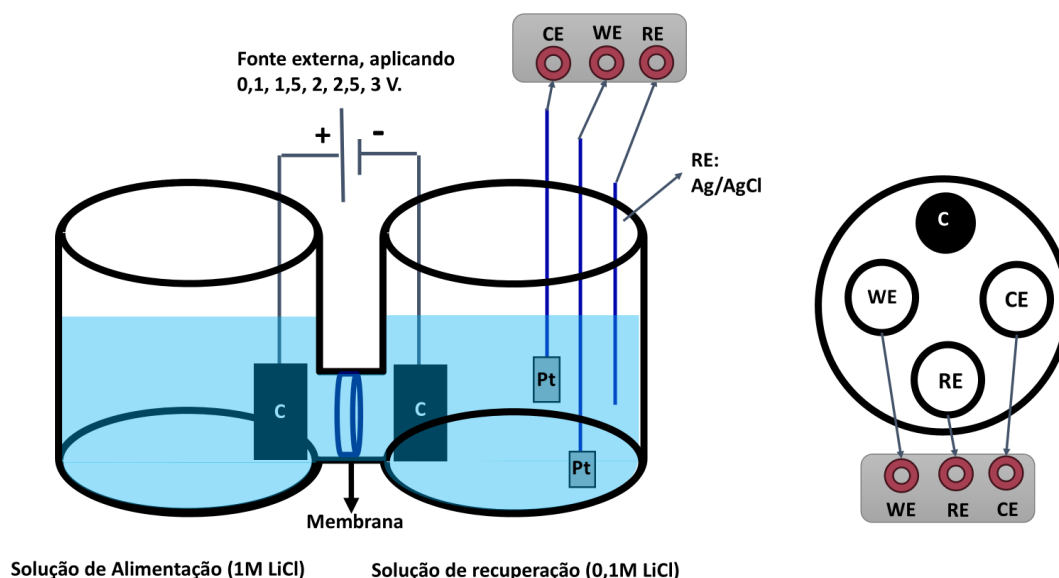 CE WE RE
Fonte externa, aplicando
0,1, 1,5, 2, 2,5, 3 V.
+ -
RE:
Ag/AgCl
C
WE
CE
RE
Pt
C
C
Pt
WE RE CE
Membrana
Solução de Alimentação (1M LiCl)
Solução de recuperação (0,1M LiCl)